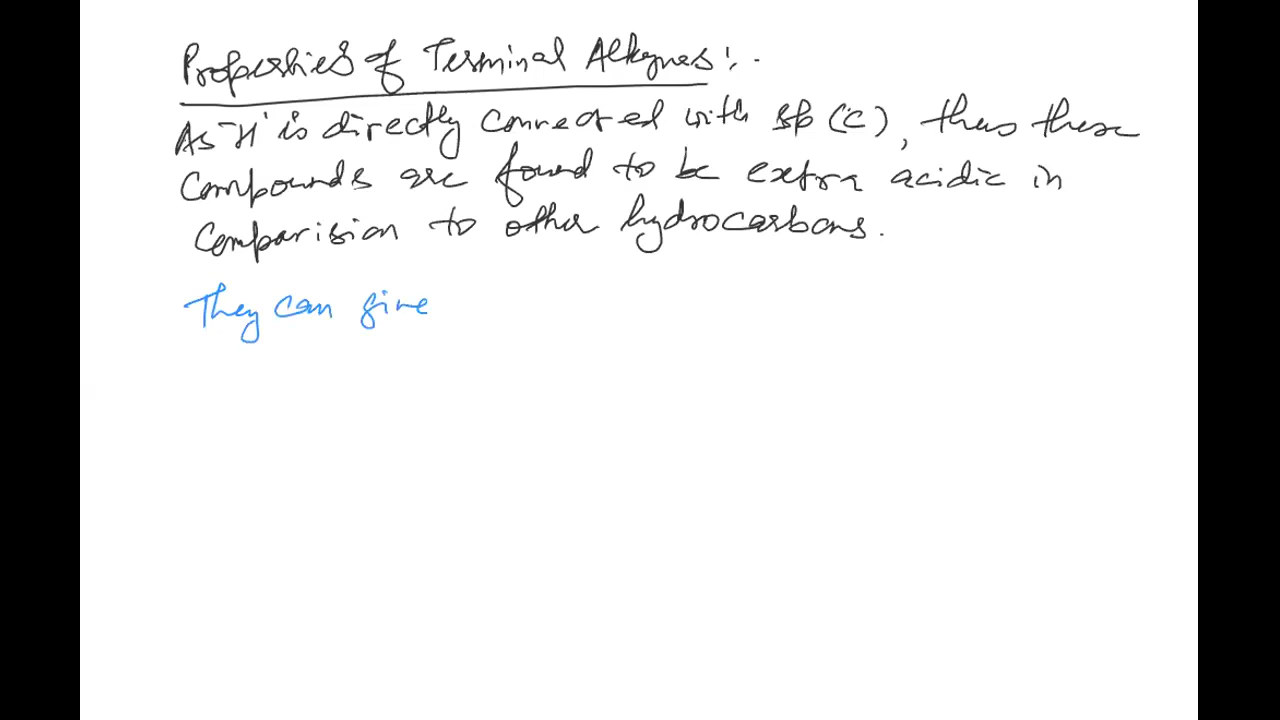 Properties of Terminal Alkynes:-
As 'H' is directly connected with sp (C), thus these
compounds are found to be extra acidic in
comparision to other hydrocarbons.
They can give